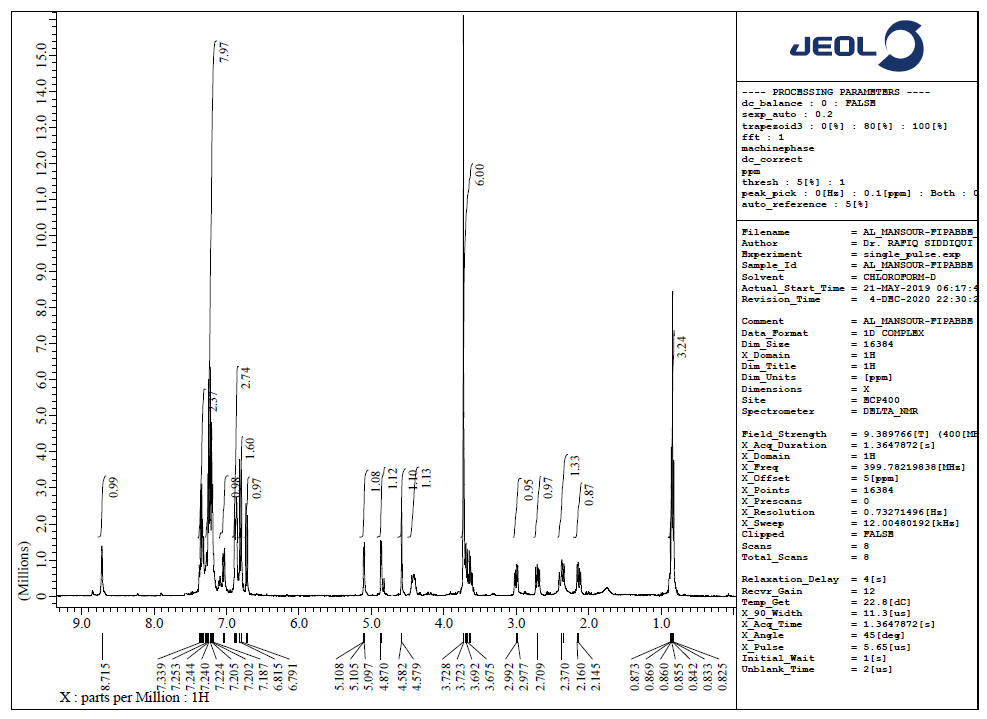 JEOL
---- PROCESSING PARAMETERS ----
dc_balance : 0 : FALSE
sexp_auto : 0.2
trapezoid3 : 0[%] : 80[%] : 100[%]
fft : 1
machinephase
dc_correct
ppm
thresh : 5[%] : 1
peak_pick : 0[Hz] : 0.1[ppm] : Both : 0
auto_reference : 5[%]
Filename = AL_MANSOUR-FIPABBE_
Author = Dr. RAFIQ SIDDIQUI
Experiment = single_pulse.exp
Sample_Id = AL_MANSOUR-FIPABBE
Solvent = CHLOROFORM-D
Actual_Start_Time = 21-MAY-2019 06:17:4
Revision_Time = 4-DEC-2020 22:30:2
Comment = AL_MANSOUR-FIPABBE
Data_Format = 1D COMPLEX
Dim_Size = 16384
X_Domain = 1H
Dim_Title = 1H
Dim_Units = [ppm]
Dimensions = X
Site = ECP400
Spectrometer = DELTA_NMR
Field_Strength = 9.389766[T] (400[MH
X_Acq_Duration = 1.3647872[s]
X_Domain = 1H
X_Freq = 399.78219838[MHz]
X_Offset = 5[ppm]
X_Points = 16384
X_Prescans = 0
X_Resolution = 0.73271496[Hz]
X_Sweep = 12.00480192[kHz]
Clipped = FALSE
Scans = 8
Total_Scans = 8
Relaxation_Delay = 4[s]
Recvr_Gain = 12
Temp_Get = 22.8[dC]
X_90_Width = 11.3[us]
X_Acq_Time = 1.3647872[s]
X_Angle = 45[deg]
X_Pulse = 5.65[us]
Initial_Wait = 1[s]
Unblank_Time = 2[us]
(Millions)
15.0
14.0
13.0
12.0
11.0
10.0
9.0
8.0
7.0
6.0
5.0
4.0
3.0
2.0
1.0
0
0.99
2.37
7.97
0.98
2.74
1.60
0.97
1.08
1.12
1.10
1.13
6.00
0.95
0.97
1.33
0.87
3.24
9.0 8.0 7.0 6.0 5.0 4.0 3.0 2.0 1.0 0
8.715
7.339
7.253
7.244
7.240
7.224
7.205
7.202
7.187
6.815
6.791
5.108
5.105
5.097
4.870
4.582
4.579
3.728
3.723
3.692
3.675
2.992
2.977
2.709
2.370
2.160
2.145
0.873
0.869
0.860
0.855
0.842
0.833
0.825
X : parts per Million : 1H